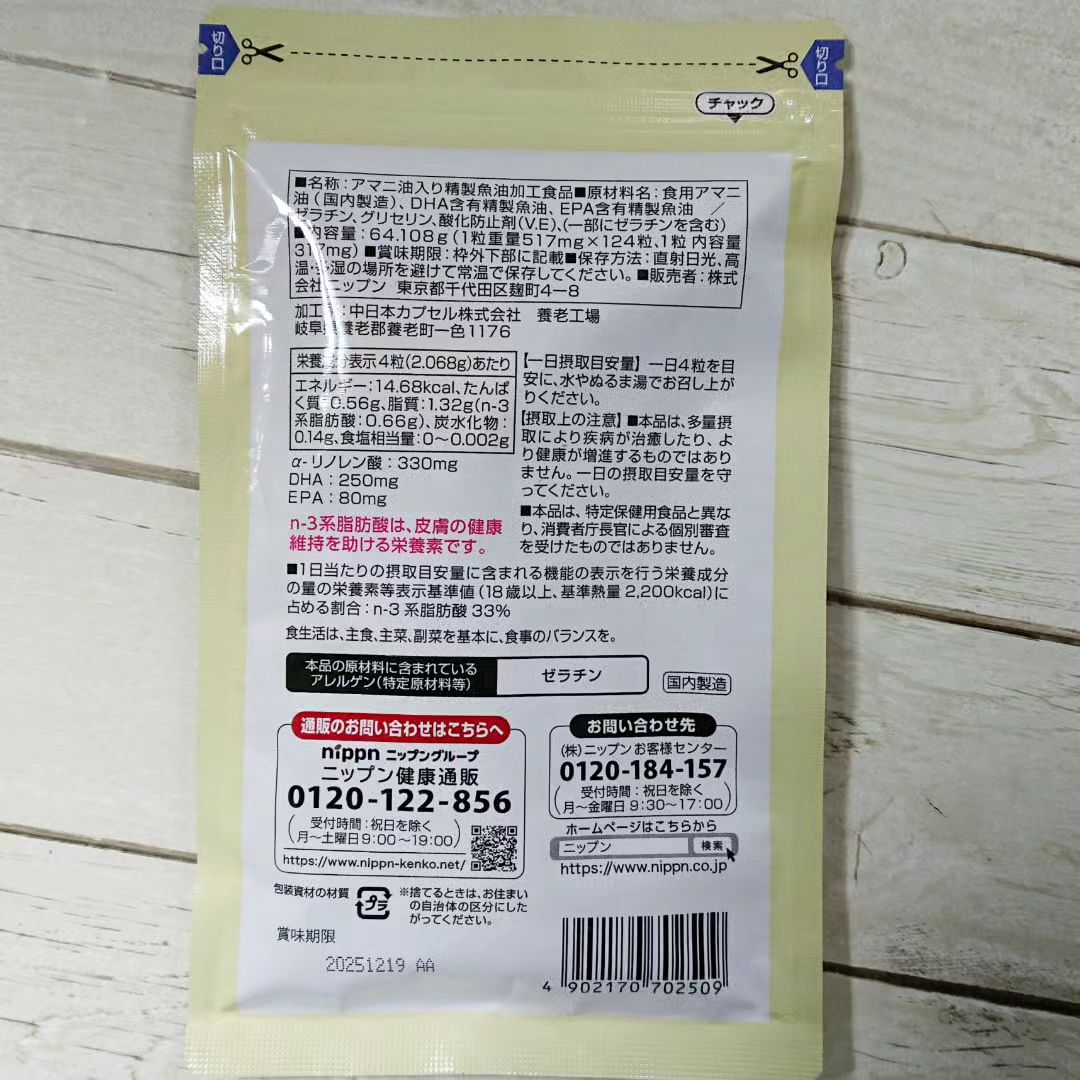 切り口
切り口
チャック
■名称：アマニ油入り精製魚油加工食品■原材料名：食用アマニ
油（国内製造）、DHA含有精製魚油、EPA含有精製魚油 ／
ゼラチン、グリセリン、酸化防止剤（V.E）、（一部にゼラチンを含む）
■内容量：64.108g（1粒重量517mg×124粒、1粒 内容量
317mg）■賞味期限：枠外下部に記載■保存方法：直射日光、高
温・多湿の場所を避けて常温で保存してください。■販売者：株式
会社ニップン 東京都千代田区麹町4－8
加工所：中日本カプセル株式会社 養老工場
岐阜県養老郡養老町一色1176
栄養成分表示4粒(2.068g)あたり
エネルギー：14.68kcal、たんぱ
く質：0.56g、脂質：1.32g(n-3
系脂肪酸：0.66g)、炭水化物：
0.14g、食塩相当量：0～0.002g
α-リノレン酸：330mg
DHA：250mg
EPA：80mg
n-3系脂肪酸は、皮膚の健康
維持を助ける栄養素です。
【一日摂取目安量】 一日4粒を目
安に、水やぬるま湯でお召し上が
りください。
【摂取上の注意】■本品は、多量摂
取により疾病が治癒したり、より
健康が増進するものではあり
ません。一日の摂取目安量を守
ってください。
■本品は、特定保健用食品と異な
り、消費者庁長官による個別審査
を受けたものではありません。
■1日当たりの摂取目安量に含まれる機能の表示を行う栄養成分
の量の栄養素等表示基準値（18歳以上、基準熱量2,200kcal）に
占める割合：n-3 系脂肪酸 33%
食生活は、主食、主菜、副菜を基本に、食事のバランスを。
本品の原材料に含まれている
アレルゲン（特定原材料等）
ゼラチン
国内製造
通販のお問い合わせはこちらへ
nippn ニップングループ
ニップン健康通販
0120-122-856
受付時間：祝日を除く
月～土曜日9:00～19:00
https://www.nippn-kenko.net/
お問い合わせ先
（株）ニップン お客様センター
0120-184-157
受付時間：祝日を除く
月～金曜日 9:30～17:00
ホームページはこちらから
ニップン 検索
https://www.nippn.co.jp
包装資材の材質
プラ
※捨てるときは、お住まい
の自治体の区分にした
がってください。
賞味期限
20251219 AA
4 902170 702509